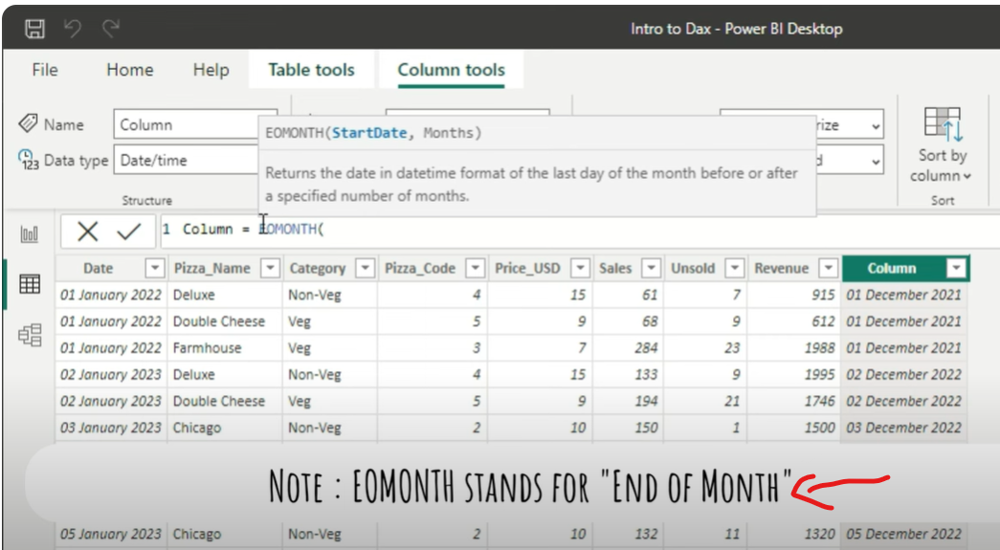 Intro to Dax - Power BI Desktop
File Home Help Table tools Column tools
Name Column
EOMONTH(StartDate, Months)
Returns the date in datetime format of the last day of the month before or after
a specified number of months.
Data type Date/time
Structure
Sort by
column
Sort
1 Column = EOMONTH(
Date Pizza_Name Category Pizza_Code Price_USD Sales Unsold Revenue Column
01 January 2022 Deluxe Non-Veg 4 15 61 7 915 01 December 2021
01 January 2022 Double Cheese Veg 5 9 68 9 612 01 December 2021
01 January 2022 Farmhouse Veg 3 7 284 23 1988 01 December 2021
02 January 2023 Deluxe Non-Veg 4 15 133 9 1995 02 December 2022
02 January 2023 Double Cheese Veg 5 9 194 21 1746 02 December 2022
03 January 2023 Chicago Non-Veg 2 10 150 1 1500 03 December 2022
Note : EOMONTH stands for "End of Month"
05 January 2023 Chicago Non-Veg 2 10 132 11 1320 05 December 2022